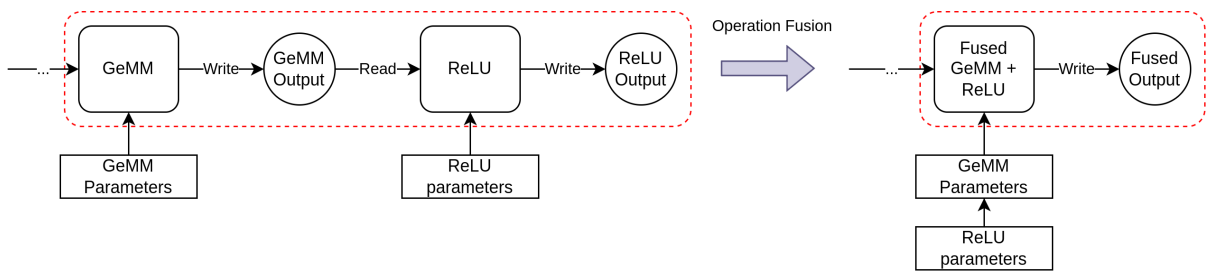 Operation Fusion
...
GeMM
Write
GeMM
Output
Read
ReLU
Write
ReLU
Output
GeMM
Parameters
ReLU
parameters
...
Fused
GeMM +
ReLU
Write
Fused
Output
GeMM
Parameters
ReLU
parameters